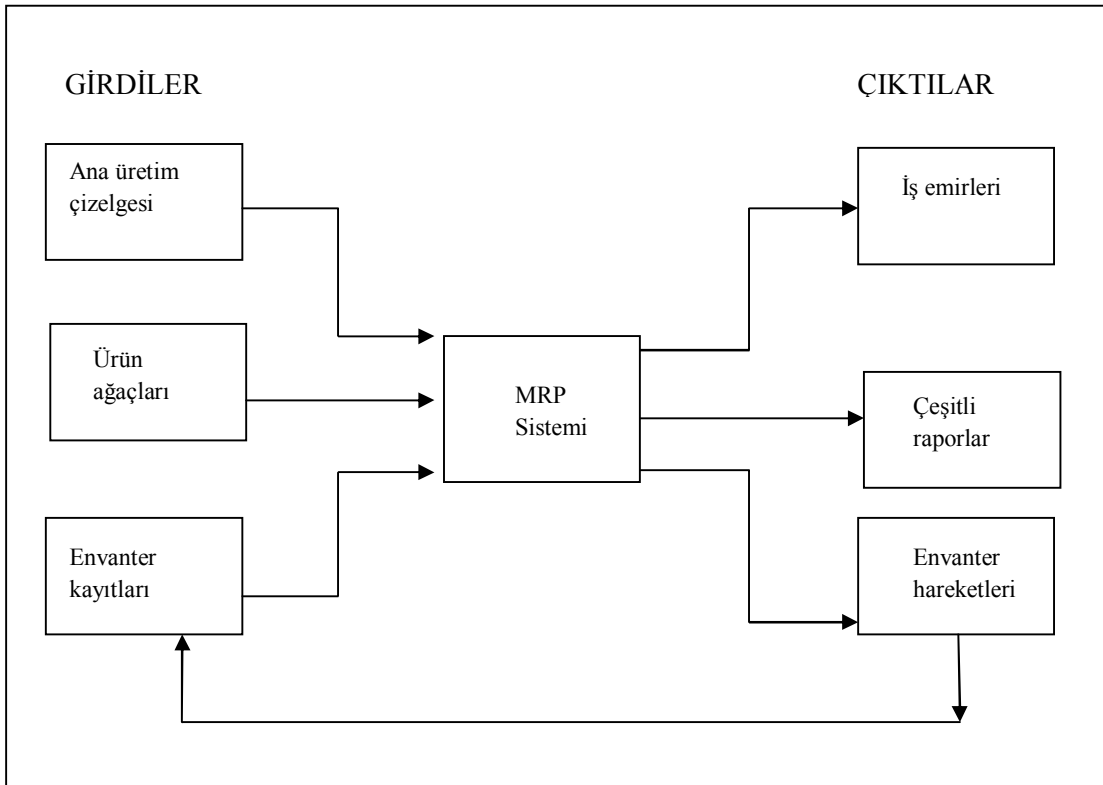 GİRDİLER
ÇIKTILAR
Ana üretim
çizelgesi
İş emirleri
Ürün
ağaçları
MRP
Sistemi
Çeşitli
raporlar
Envanter
kayıtları
Envanter
hareketleri